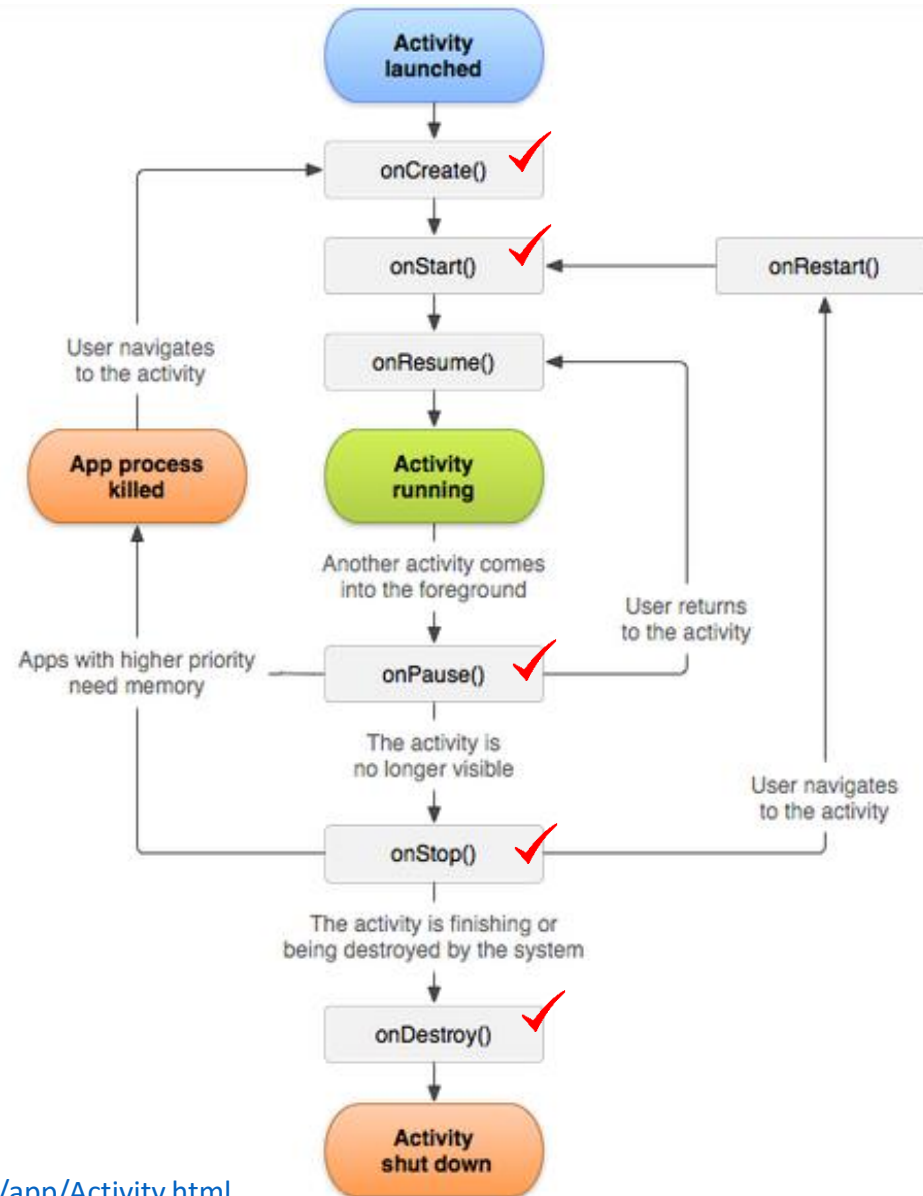 Activity
launched
onCreate()
onStart()
onRestart()
onResume()
User navigates
to the activity
App process
killed
Activity
running
Another activity comes
into the foreground
User returns
to the activity
Apps with higher priority
need memory
onPause()
The activity is
no longer visible
User navigates
to the activity
onStop()
The activity is finishing or
being destroyed by the system
onDestroy()
Activity
shut down
/app/Activity.html